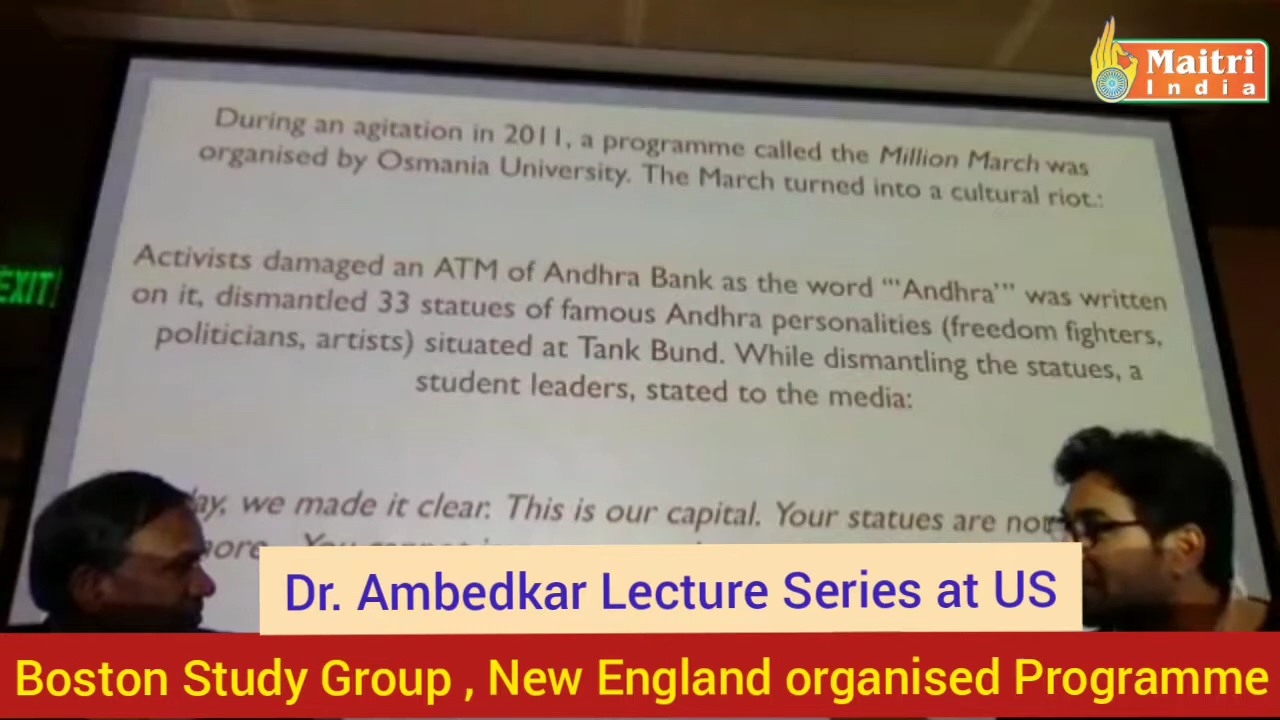 Maitri
India
During an agitation in 2011, a programme called the Million March was
organised by Osmania University. The March turned into a cultural riot.:
EXIT
Activists damaged an ATM of Andhra Bank as the word "'Andhra'" was written
on it, dismantled 33 statues of famous Andhra personalities (freedom fighters,
politicians, artists) situated at Tank Bund. While dismantling the statues, a
student leaders, stated to the media:
we made it clear. This is our capital. Your statues are not
Dr. Ambedkar Lecture Series at US
Boston Study Group , New England organised Programme